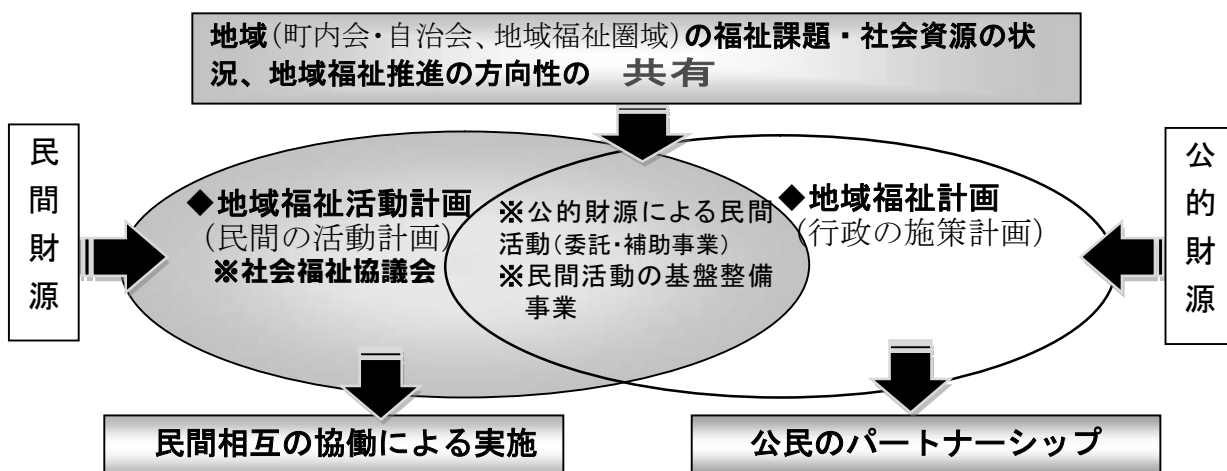 地域(町内会・自治会、地域福祉圏域)の福祉課題・社会資源の状
況、地域福祉推進の方向性の 共有
民間財源
◆地域福祉活動計画
(民間の活動計画)
※社会福祉協議会
※公的財源による民間
活動(委託・補助事業)
※民間活動の基盤整備
事業
◆地域福祉計画
(行政の施策計画)
公的財源
民間相互の協働による実施
公民のパートナーシップ